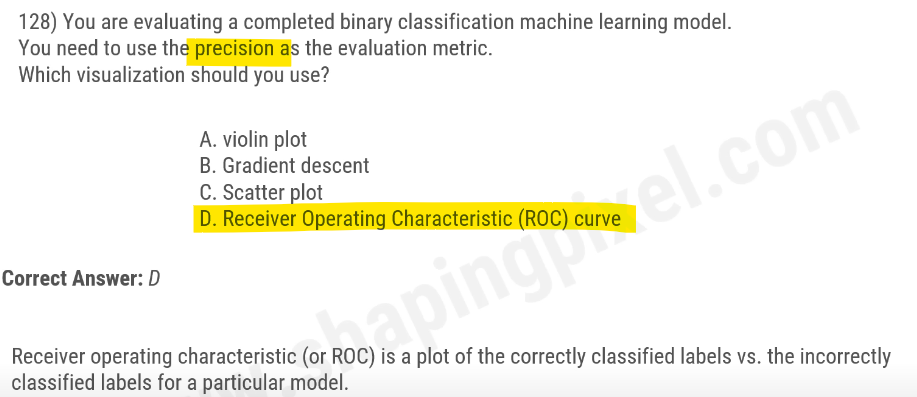 128) You are evaluating a completed binary classification machine learning model.
You need to use the precision as the evaluation metric.
Which visualization should you use?
A. violin plot
B. Gradient descent
C. Scatter plot
D. Receiver Operating Characteristic (ROC) curve
Correct Answer: D
Receiver operating characteristic (or ROC) is a plot of the correctly classified labels vs. the incorrectly
classified labels for a particular model.
.shapingpixel.com